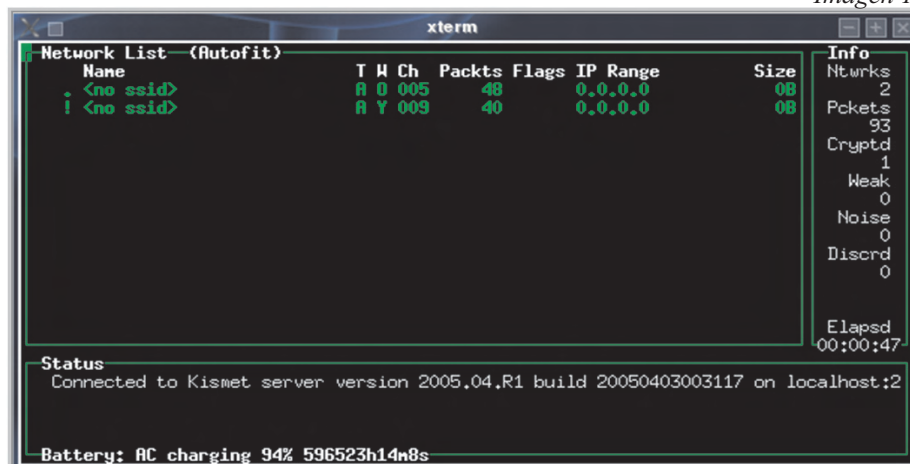 xterm
Network List—(Autofit)
Name T W Ch Packts Flags IP Range Size
. <no ssid> A O 005 48 0.0.0.0 0B
! <no ssid> A Y 009 40 0.0.0.0 0B
Info
Ntwrks
2
Pckets
93
Cryptd
1
Weak
0
Noise
0
Discrd
0
Elapsd
00:00:47
Status
Connected to Kismet server version 2005.04.R1 build 20050403003117 on localhost:2
Battery: AC charging 94% 596523h14m8s